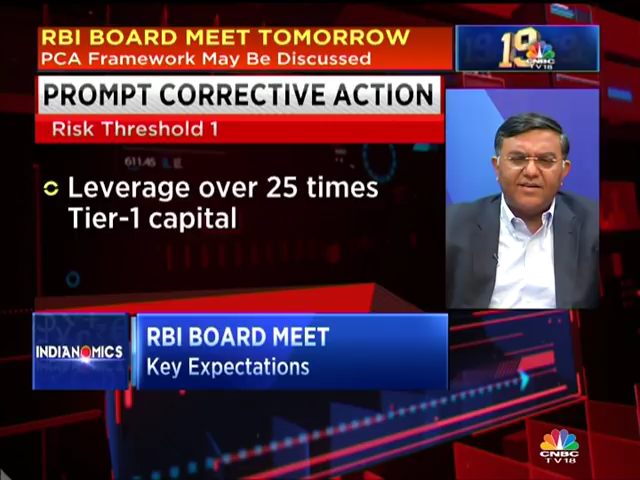 RBI BOARD MEET TOMORROW
PCA Framework May Be Discussed
19
CNBC
TV18
PROMPT CORRECTIVE ACTION
Risk Threshold 1
611.45
Leverage over 25 times
Tier-1 capital
INDIANOMICS
RBI BOARD MEET
Key Expectations
CNBC
TV18